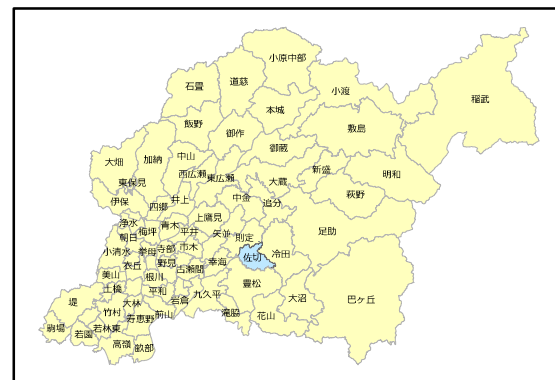 小原中部
石畳
道慈
小渡
稲武
本城
飯野
御作
敷島
御蔵
大畑
加納
中山
西広瀬
東広瀬
新盛
明和
東保見
大蔵
萩野
伊保
四郷
井上
中金
追分
上鷹見
浄水
梅坪
青木
平井
矢並
則定
足助
朝日
小清水
挙母
寺部
市木
佐切
冷田
衣丘
野見
古瀬間
幸海
美山
根川
豊松
土橋
平和
岩倉
九久平
大沼
巴ケ丘
堤
大林
竹村
寿恵野
前山
滝脇
花山
駒場
若園
若林東
高嶺
畝部